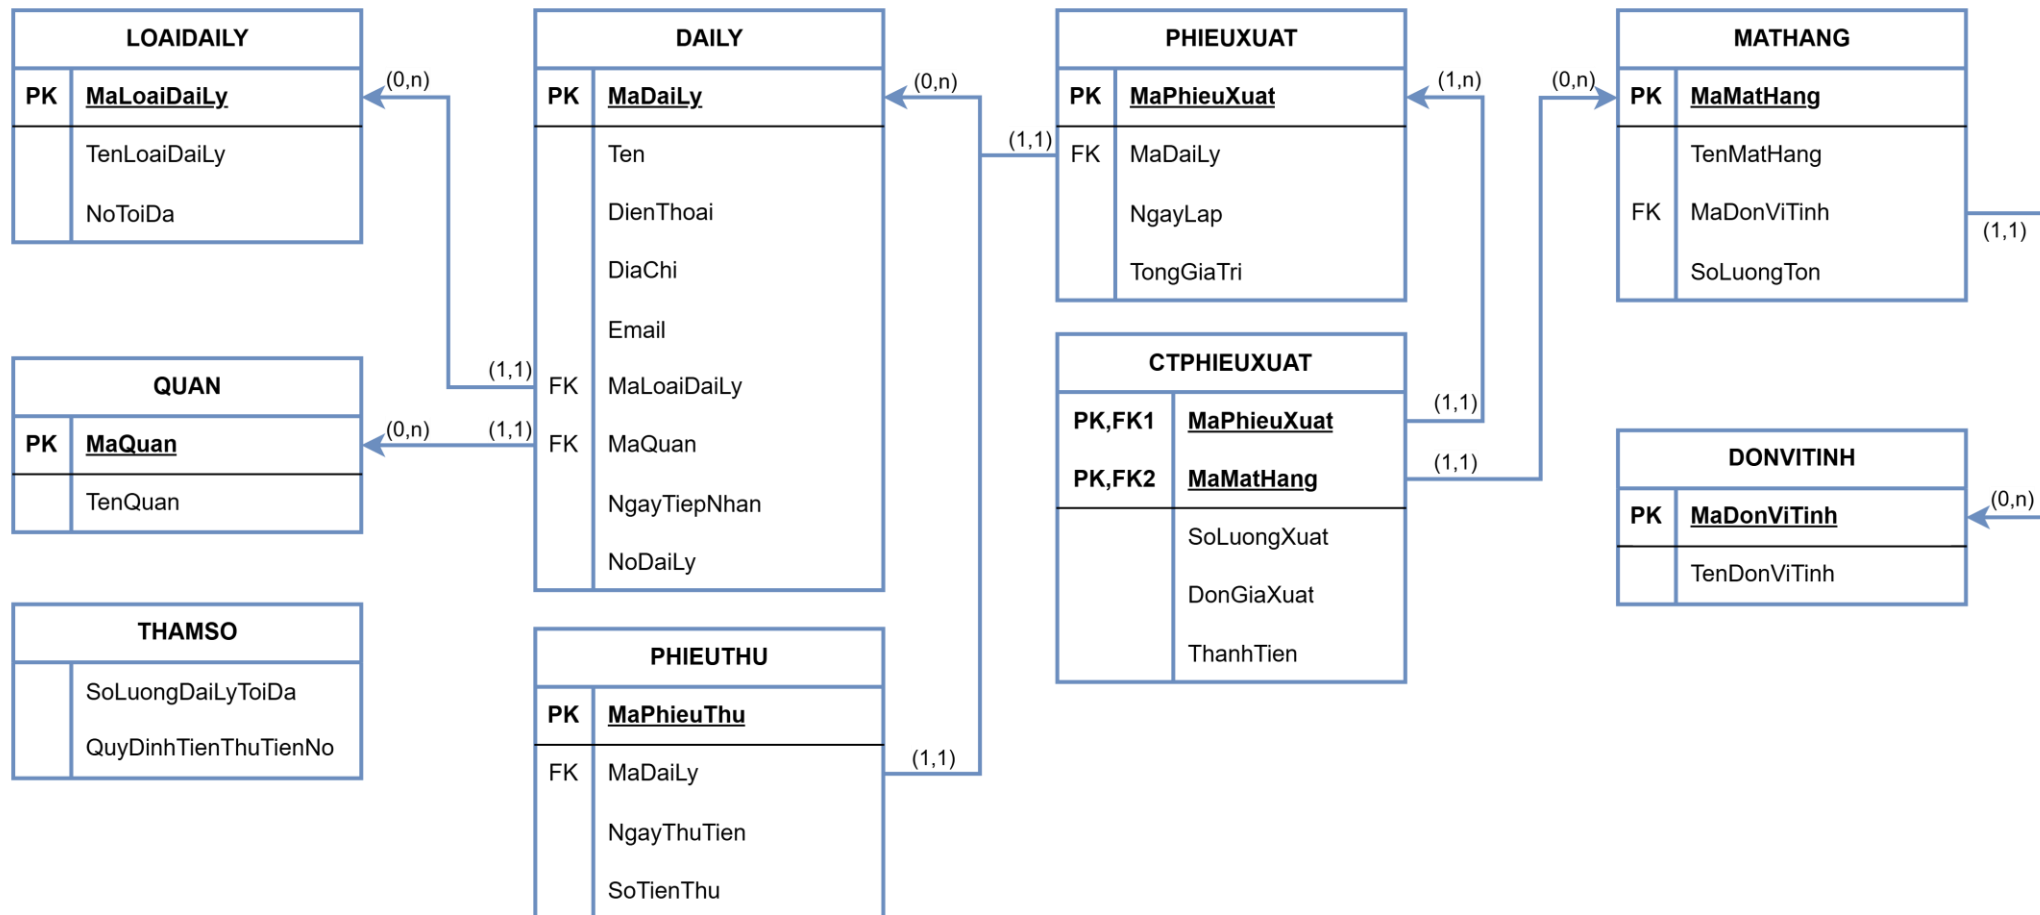 LOAIDAILY
PK MaLoaiDaiLy
TenLoaiDaiLy
NoToiDa
(0,n)
QUAN
PK MaQuan
TenQuan
(0,n)
(1,1)
(1,1)
THAMSO
SoLuongDaiLyToiDa
QuyDinhTienThuTienNo
DAILY
PK MaDaiLy
Ten
DienThoai
DiaChi
Email
FK MaLoaiDaiLy
FK MaQuan
NgayTiepNhan
NoDaiLy
(0,n)
(1,1)
PHIEUTHU
PK MaPhieuThu
FK MaDaiLy
NgayThuTien
SoTienThu
(1,1)
PHIEUXUAT
PK MaPhieuXuat
FK MaDaiLy
NgayLap
TongGiaTri
(1,n)
CTPHIEUXUAT
PK,FK1 MaPhieuXuat
PK,FK2 MaMatHang
SoLuongXuat
DonGiaXuat
ThanhTien
(1,1)
(1,1)
(0,n)
MATHANG
PK MaMatHang
TenMatHang
FK MaDonViTinh
SoLuongTon
(1,1)
DONVITINH
PK MaDonViTinh
TenDonViTinh
(0,n)